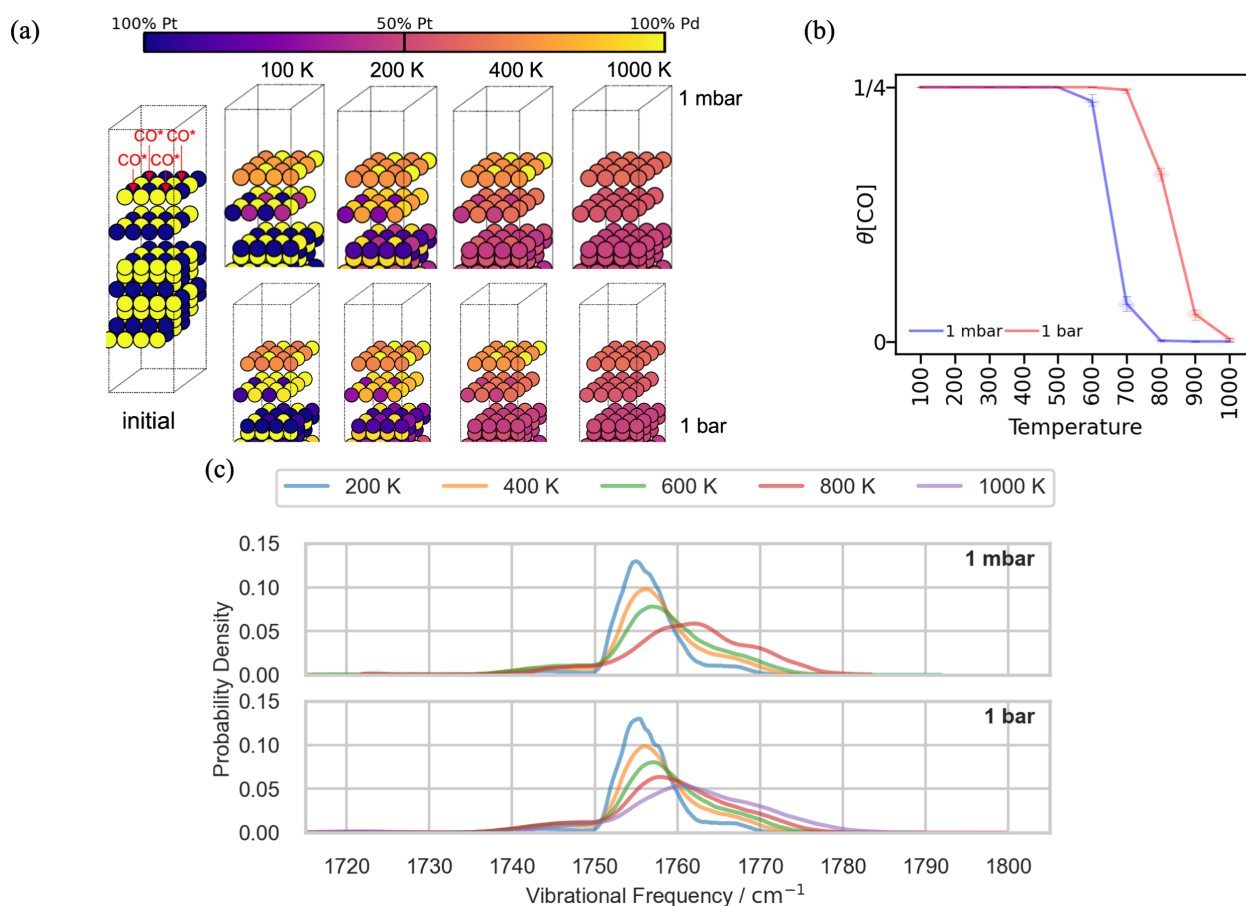 (a)
100% Pt 50% Pt 100% Pd
100 K 200 K 400 K 1000 K
1 mbar
CO* CO*
CO* CO*
initial
1 bar
(b)
1/4
θ[CO]
0
1 mbar 1 bar
100 200 300 400 500 600 700 800 900 1000
Temperature
(c)
200 K 400 K 600 K 800 K 1000 K
0.15
1 mbar
0.10
0.05
0.00
0.15
1 bar
0.10
0.05
0.00
Probability Density
1720 1730 1740 1750 1760 1770 1780 1790 1800
Vibrational Frequency / cm⁻¹